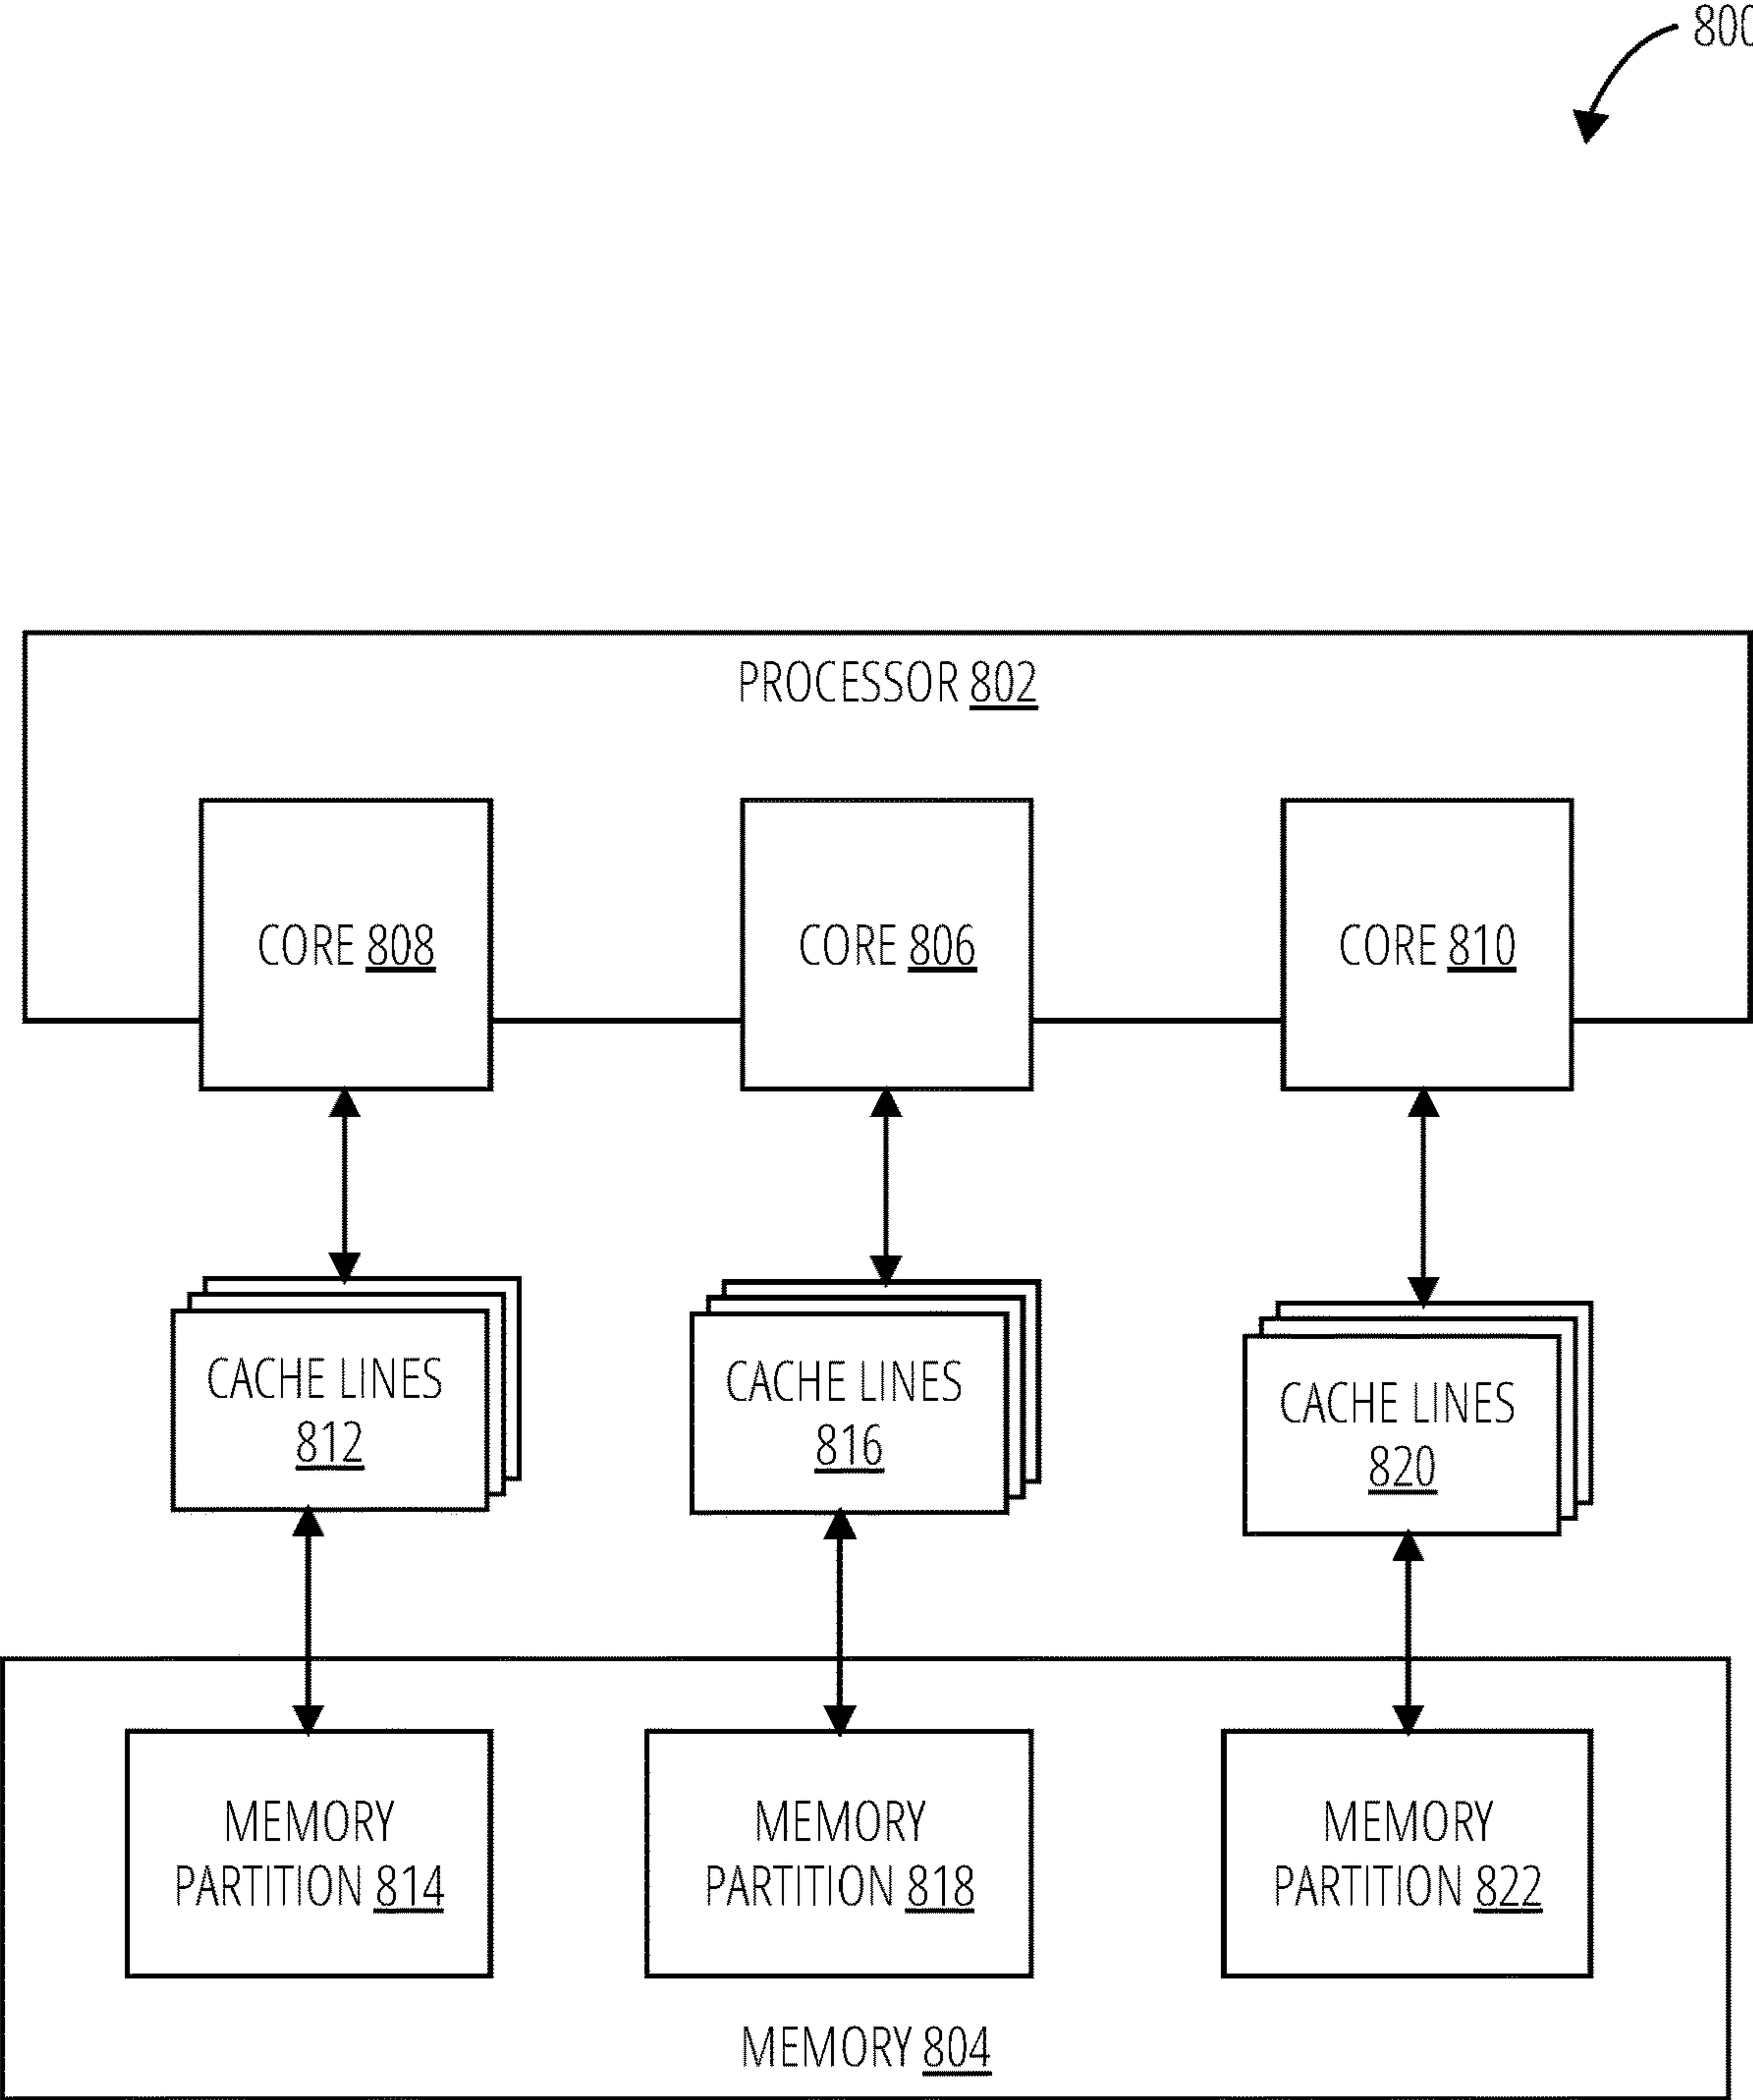 800
PROCESSOR 802
CORE 808
CORE 806
CORE 810
CACHE LINES
812
CACHE LINES
816
CACHE LINES
820
MEMORY
PARTITION 814
MEMORY
PARTITION 818
MEMORY
PARTITION 822
MEMORY 804